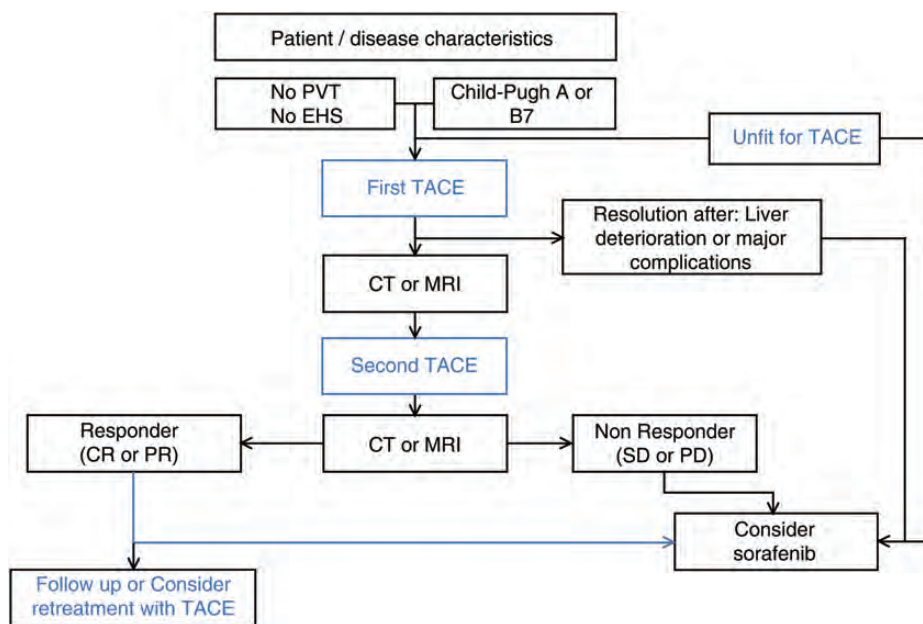 Patient / disease characteristics
No PVT
No EHS
Child-Pugh A or
B7
Unfit for TACE
First TACE
Resolution after: Liver
deterioration or major
complications
CT or MRI
Second TACE
Responder
(CR or PR)
CT or MRI
Non Responder
(SD or PD)
Consider
sorafenib
Follow up or Consider
retreatment with TACE